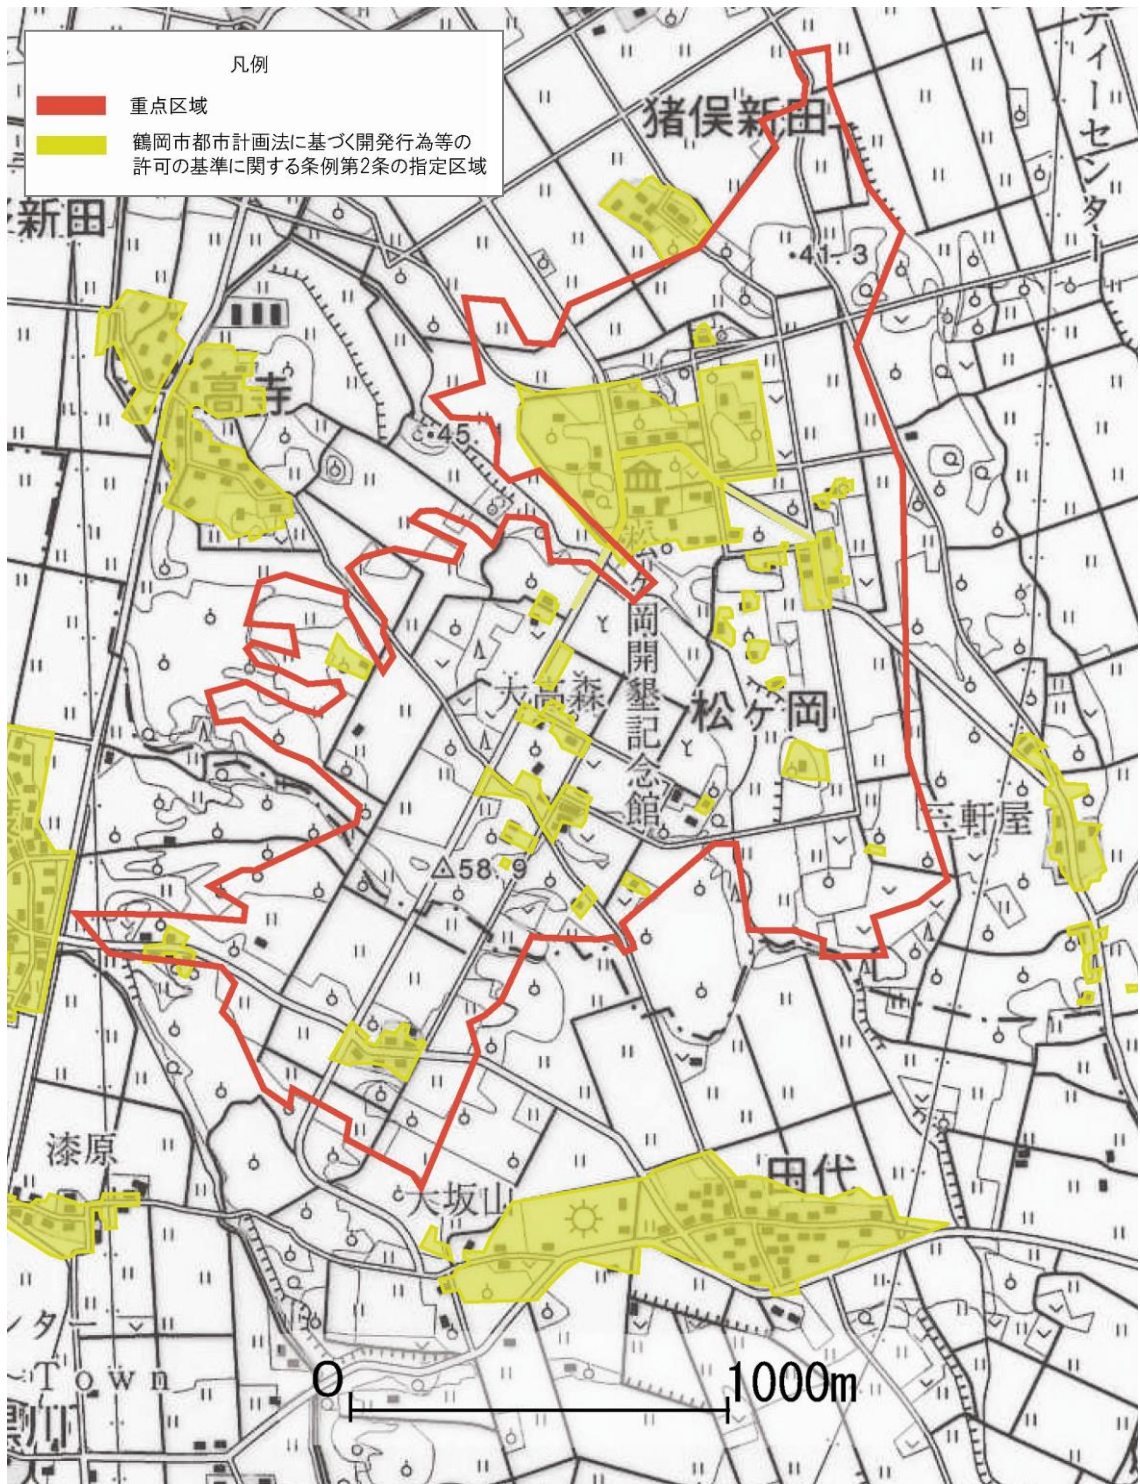 凡例
重点区域
鶴岡市都市計画法に基づく開発行為等の
許可の基準に関する条例第2条の指定区域
ティーセンター
猪俣新田
新田
41.3
高寺
45.
松ヶ岡開墾記念館
大高森
松ヶ岡
三軒屋
58.9
漆原
大坂山
田代
ンター
Town
黒川
0
1000m